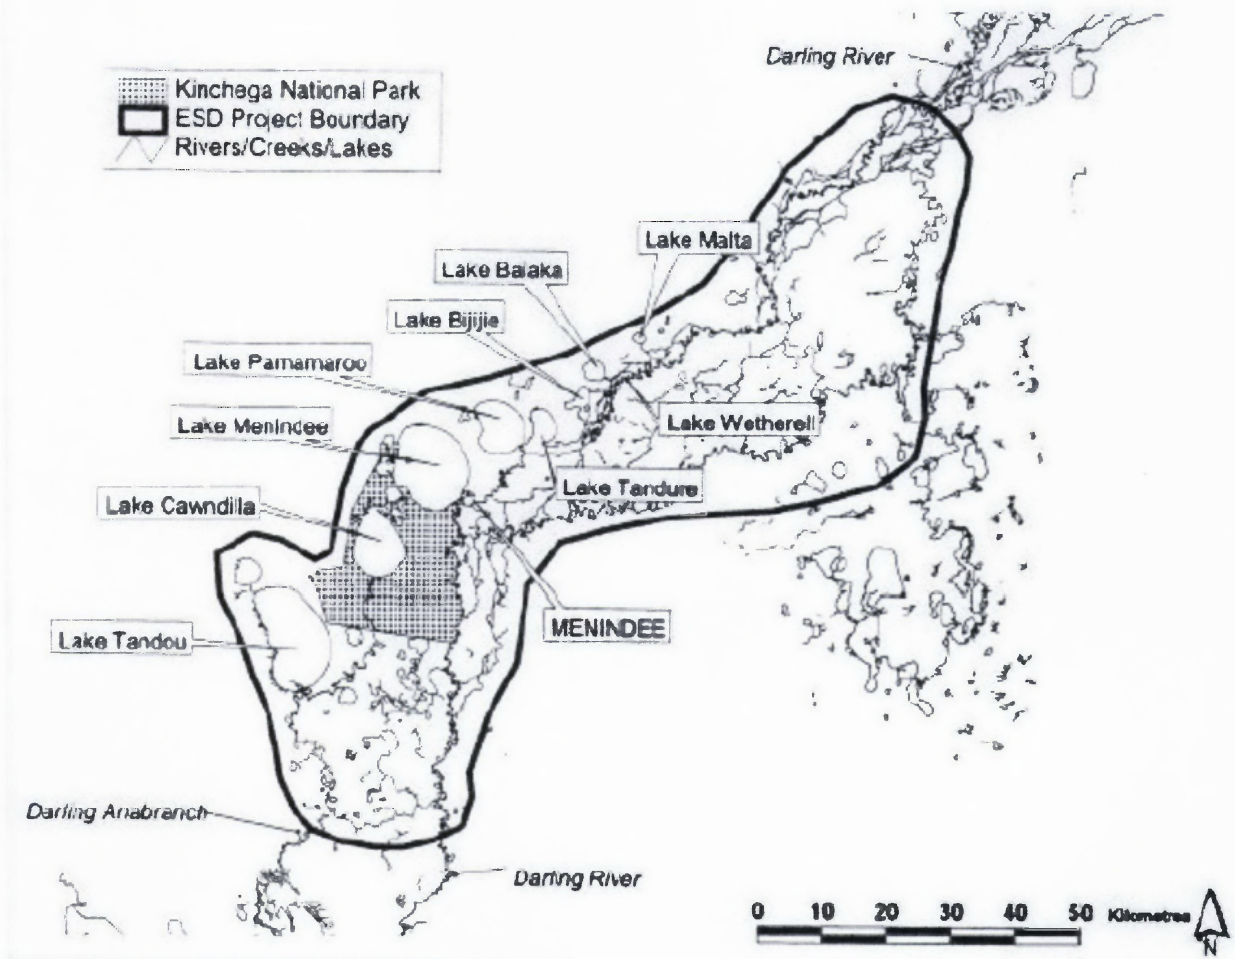 Darling River
Kinchega National Park
ESD Project Boundary
Rivers/Creeks/Lakes
Lake Malta
Lake Balaka
Lake Bijijie
Lake Pamamaroo
Lake Menindee
Lake Wetherell
Lake Tandure
Lake Cawndilla
MENINDEE
Lake Tandou
Darling Anabranch
Darling River
0 10 20 30 40 50 Kilometres
N